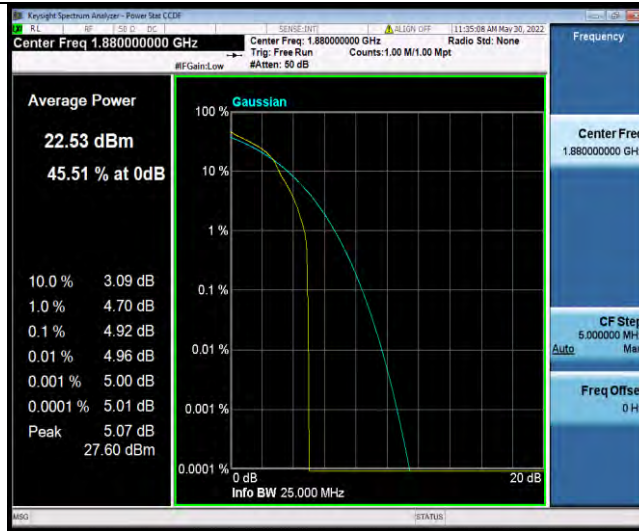 Keysight Spectrum Analyzer - Power Stat CCDF
RL RF 50 Ω DC SENSE:INT ALIGN OFF 11:35:08 AM May 30, 2022
Center Freq 1.880000000 GHz
Center Freq: 1.880000000 GHz Radio Std: None
Trig: Free Run Counts:1.00 M/1.00 Mpt
#IFGain:Low #Atten: 50 dB
Frequency
Average Power
22.53 dBm
45.51 % at 0dB
10.0 % 3.09 dB
1.0 % 4.70 dB
0.1 % 4.92 dB
0.01 % 4.96 dB
0.001 % 5.00 dB
0.0001 % 5.01 dB
Peak 5.07 dB
27.60 dBm
Gaussian
100 %
10 %
1 %
0.1 %
0.01 %
0.001 %
0.0001 %
0 dB 20 dB
Info BW 25.000 MHz
Center Fre
1.880000000 GH
CF Step
5.000000 MH
Auto Ma
Freq Offse
0 H
MSG STATUS